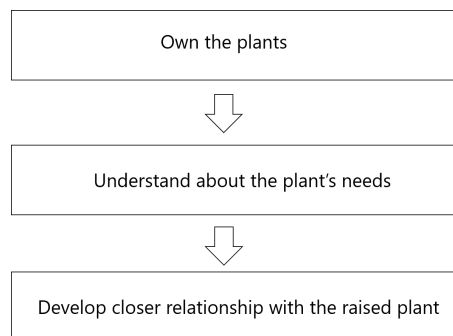 Own the plants
Understand about the plant's needs
Develop closer relationship with the raised plant